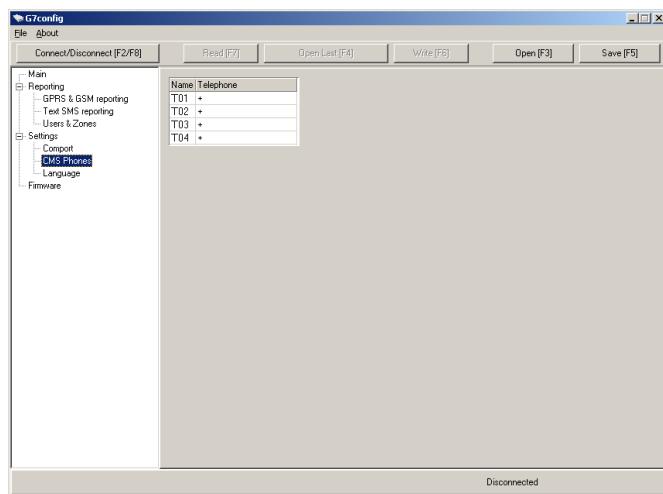 G7config
File About
Connect/Disconnect [F2/F8] Read [F7] Open Last [F4] Write [F6] Open [F3] Save [F5]
Main
Reporting
GPRS & GSM reporting
Text SMS reporting
Users & Zones
Settings
Comport
CMS Phones
Language
Firmware
Name Telephone
T01 +
T02 +
T03 +
T04 +
Disconnected